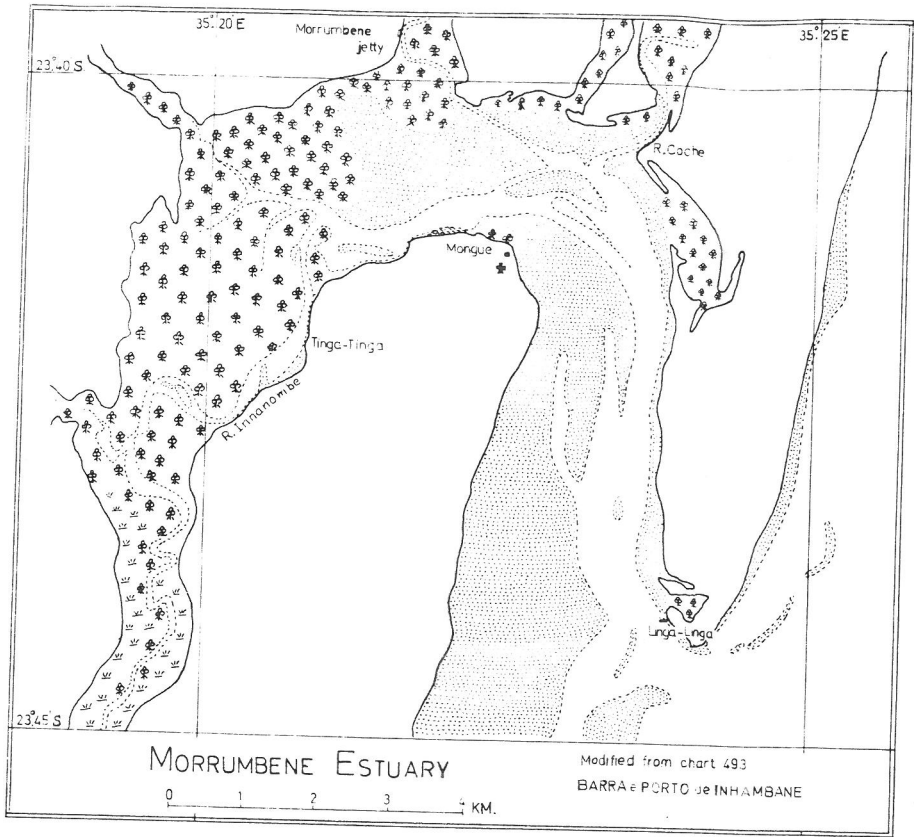 35°20 E
35°25 E
Morrumbene
jetty
23°40 S
R. Coche
Mongue
Tinga-Tinga
R. Innanombe
Linga-Linga
23°45'S
MORRUMBENE ESTUARY
Modified from chart 493
BARRA e PORTO de INHAMBANE
0 1 2 3 4 KM.